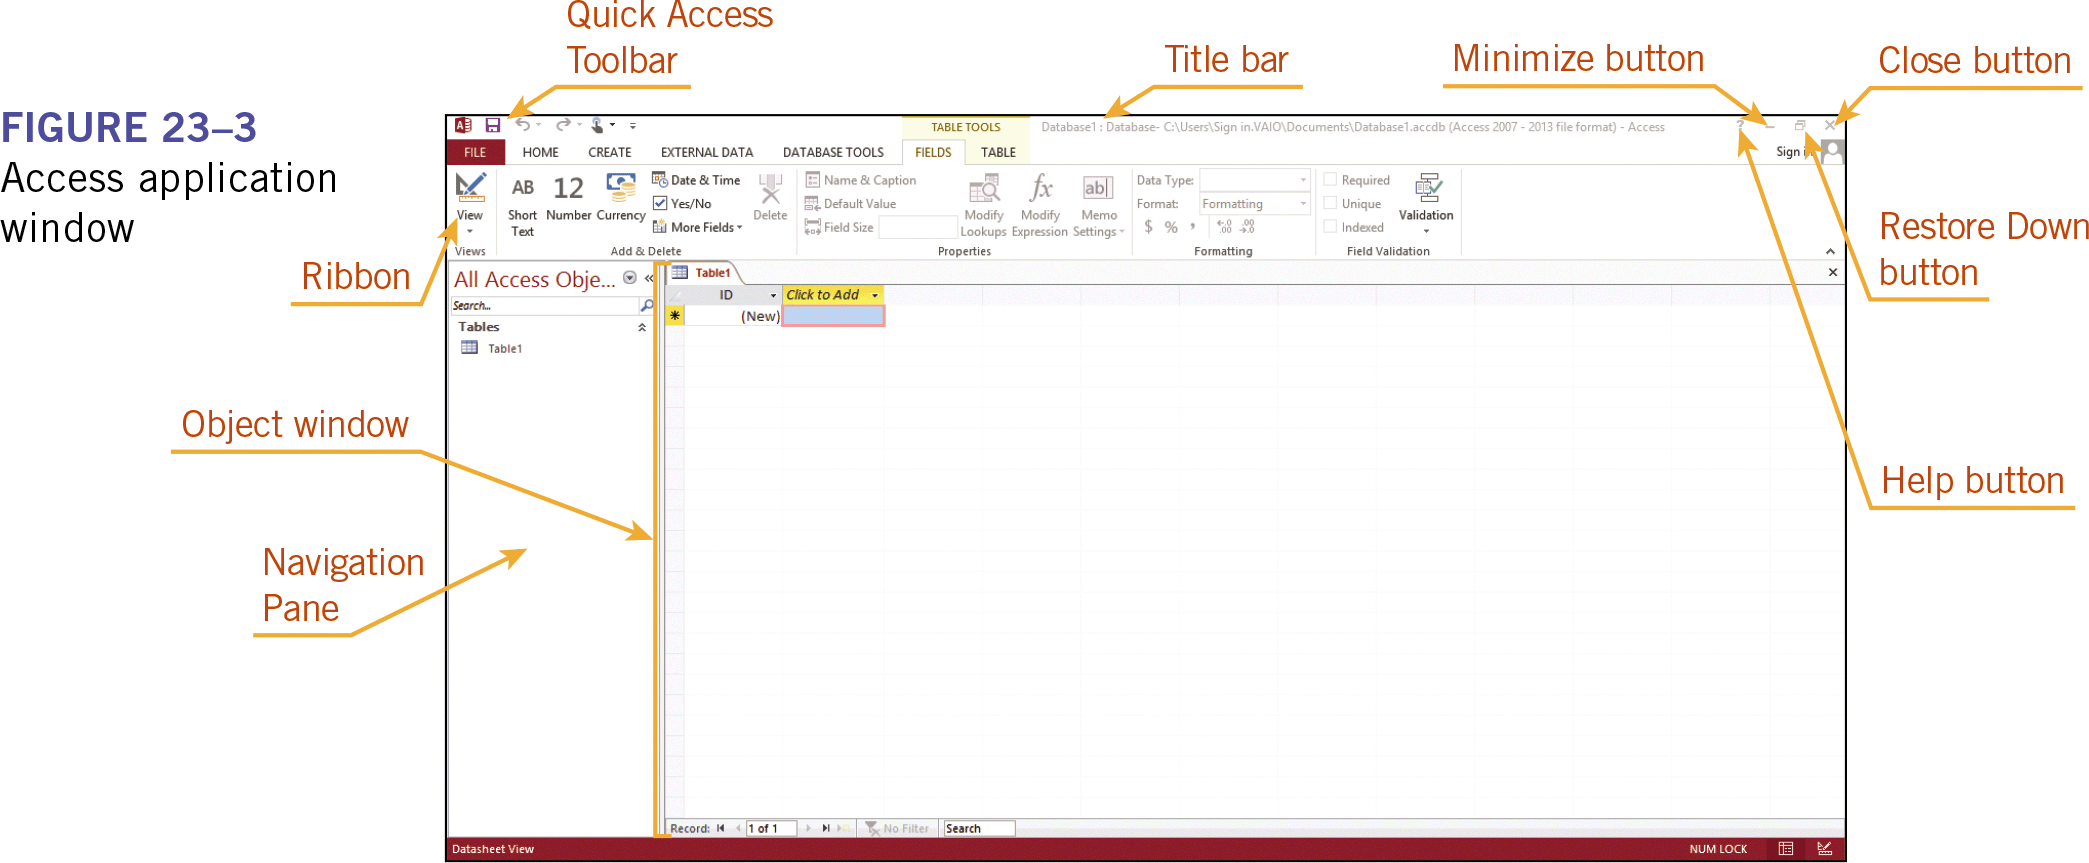 Quick Access
Toolbar
Title bar
Minimize button
Close button
FIGURE 23–3
Access application
window
TABLE TOOLS
Database1 : Database- C:\Users\Sign in.VAIO\Documents\Database1.accdb (Access 2007 - 2013 file format) - Access
?
FILE HOME CREATE EXTERNAL DATA DATABASE TOOLS FIELDS TABLE
Sign in
View
Views
AB
Short
Text
12
Number
Currency
Date & Time
Yes/No
More Fields
Delete
Add & Delete
Name & Caption
Default Value
Field Size
Modify
Lookups
fx
Modify
Expression
ab
Memo
Settings
Properties
Data Type:
Format: Formatting
$ % , .00 .00
Formatting
Required
Unique
Indexed
Validation
Field Validation
Restore Down
button
Ribbon
All Access Obje... «
Search...
Tables
Table1
Table1
ID Click to Add
(New)
Object window
Help button
Navigation
Pane
Record: 1 of 1 No Filter Search
Datasheet View NUM LOCK